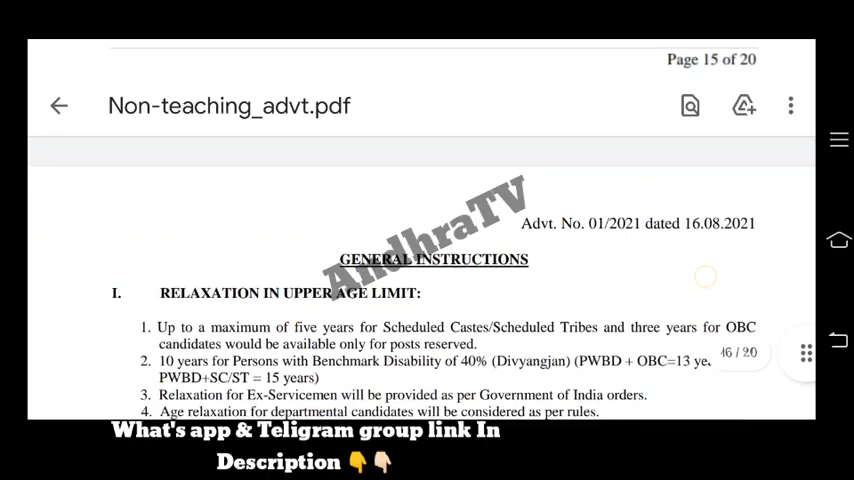 Page 15 of 20
Non-teaching_advt.pdf
AndhraTV
Advt. No. 01/2021 dated 16.08.2021
GENERAL INSTRUCTIONS
I. RELAXATION IN UPPER AGE LIMIT:
1. Up to a maximum of five years for Scheduled Castes/Scheduled Tribes and three years for OBC
candidates would be available only for posts reserved.
16 / 20
2. 10 years for Persons with Benchmark Disability of 40% (Divyangjan) (PWBD + OBC=13
PWBD+SC/ST = 15 years)
3. Relaxation for Ex-Servicemen will be provided as per Government of India orders.
4. Age relaxation for departmental candidates will be considered as per rules.
What's app & Teligram group link In
Description 👇👇🏻